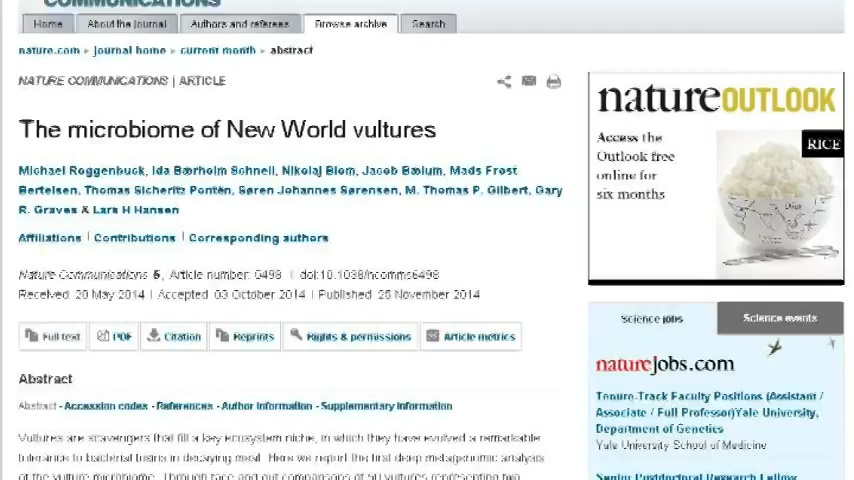 COMMUNICATIONS
Home
About the journal
Authors and referees
Browse archive
Search
nature.com ▸ journal home ▸ current month ▸ abstract
NATURE COMMUNICATIONS | ARTICLE
The microbiome of New World vultures
Michael Roggenbuck, Ida Bærholm Schnell, Nikolaj Blom, Jacob Bælum, Mads Frost
Bertelsen, Thomas Sicheritz Pontén, Søren Johannes Sørensen, M. Thomas P. Gilbert, Gary
R. Graves & Lars H Hansen
Affiliations | Contributions | Corresponding authors
Nature Communications 5, Article number: 5498 | doi:10.1038/ncomms6498
Received 20 May 2014 | Accepted 03 October 2014 | Published 25 November 2014
Full text
PDF
Citation
Reprints
Rights & permissions
Article metrics
Abstract
Abstract • Accession codes • References • Author information • Supplementary information
Vultures are scavengers that fill a key ecosystem niche, in which they have evolved a remarkable
tolerance to bacterial toxins in decaying meat. Here we report the first deep metagenomic analysis
of the vulture microbiome. Through face and gut comparisons of 50 vultures representing two
nature OUTLOOK
Access the
Outlook free
online for
six months
RICE
Science jobs
Science events
naturejobs.com
Tenure-Track Faculty Positions (Assistant /
Associate / Full Professor)Yale University,
Department of Genetics
Yale University School of Medicine
Senior Postdoctoral Research Fellow